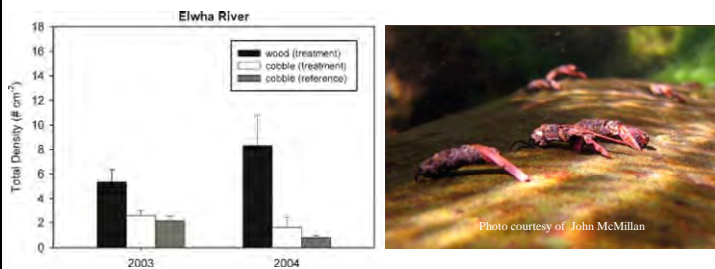 Elwha River
18
16
14
12
10
8
6
4
2
0
Total Density (# cm-2)
wood (treatment)
cobble (treatment)
cobble (reference)
2003
2004
Photo courtesy of John McMillan